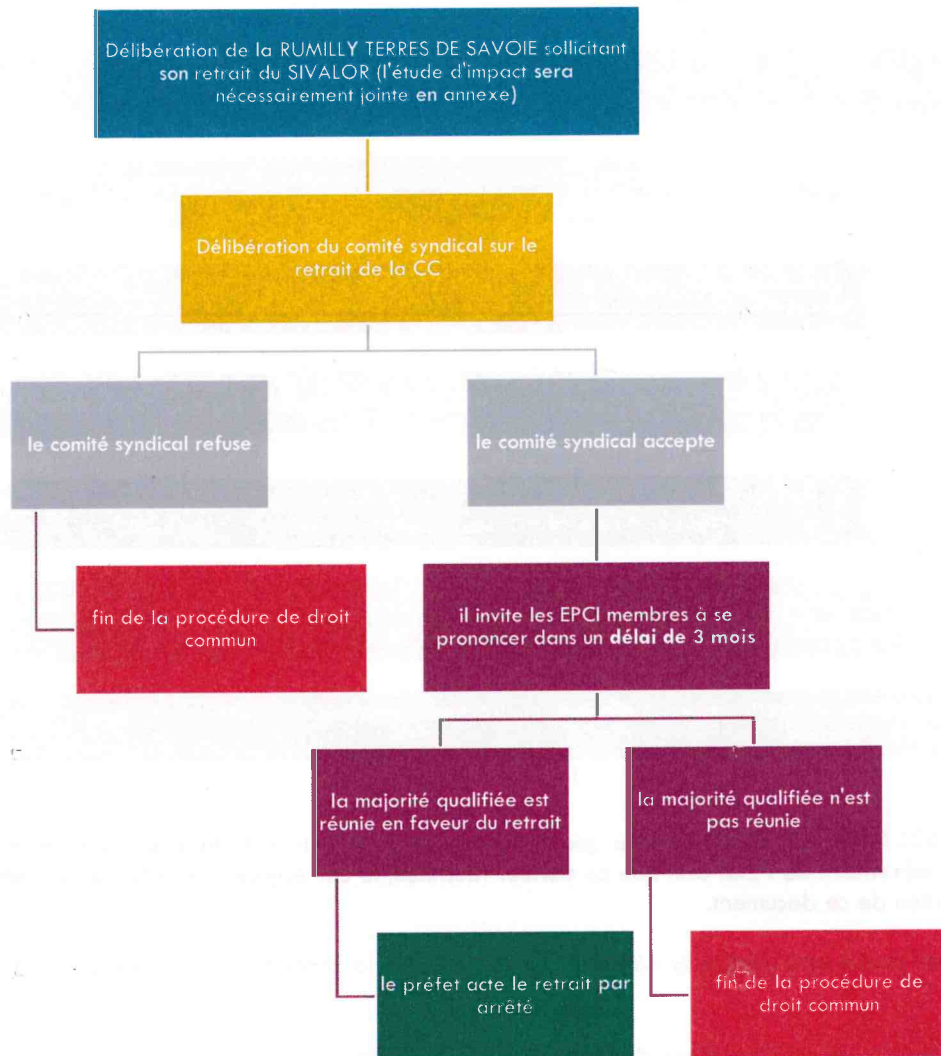 Délibération de la RUMILLY TERRES DE SAVOIE sollicitant
son retrait du SIVALOR (l'étude d'impact sera
nécessairement jointe en annexe)
Délibération du comité syndical sur le
retrait de la CC
le comité syndical refuse
le comité syndical accepte
fin de la procédure de droit
commun
il invite les EPCI membres à se
prononcer dans un délai de 3 mois
la majorité qualifiée est
réunie en faveur du retrait
la majorité qualifiée n'est
pas réunie
le préfet acte le retrait par
arrêté
fin de la procédure de
droit commun